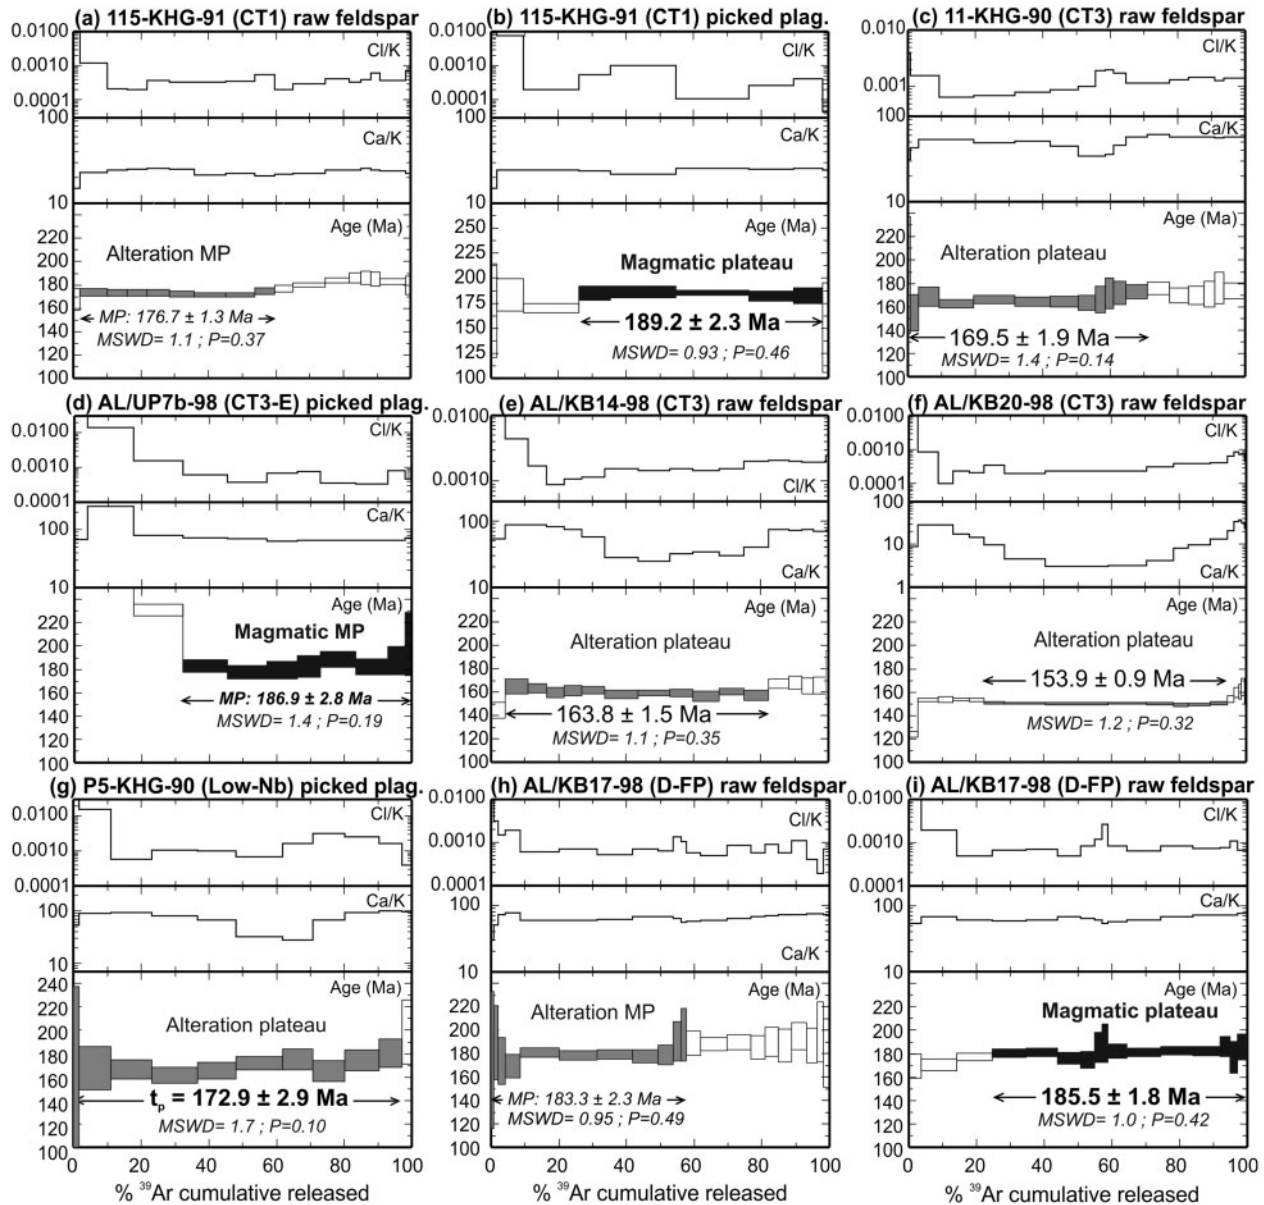 (a) 115-KHG-91 (CT1) raw feldspar
0.0100
Cl/K
0.0010
0.0001
100
Ca/K
10
Age (Ma)
220
200
180
160
140
120
100
Alteration MP
MP: 176.7 ± 1.3 Ma
MSWD= 1.1 ; P=0.37
0 20 40 60 80 100
(b) 115-KHG-91 (CT1) picked plag.
0.0100
Cl/K
0.0010
0.0001
100
Ca/K
10
Age (Ma)
250
225
200
175
150
125
100
Magmatic plateau
189.2 ± 2.3 Ma
MSWD= 0.93 ; P=0.46
0 20 40 60 80 100
(c) 11-KHG-90 (CT3) raw feldspar
0.010
Cl/K
0.001
100
Ca/K
10
Age (Ma)
220
200
180
160
140
120
100
Alteration plateau
169.5 ± 1.9 Ma
MSWD= 1.4 ; P=0.14
0 20 40 60 80 100
(d) AL/UP7b-98 (CT3-E) picked plag.
0.0100
Cl/K
0.0010
0.0001
Ca/K
100
10
Age (Ma)
220
200
180
160
140
120
100
Magmatic MP
MP: 186.9 ± 2.8 Ma
MSWD= 1.4 ; P=0.19
(e) AL/KB14-98 (CT3) raw feldspar
0.0100
0.0010
Cl/K
100
Ca/K
10
Age (Ma)
220
200
180
160
140
120
100
Alteration plateau
163.8 ± 1.5 Ma
MSWD= 1.1 ; P=0.35
(f) AL/KB20-98 (CT3) raw feldspar
0.0100
Cl/K
0.0010
0.0001
100
Ca/K
10
1
Age (Ma)
220
200
180
160
140
120
100
Alteration plateau
153.9 ± 0.9 Ma
MSWD= 1.2 ; P=0.32
(g) P5-KHG-90 (Low-Nb) picked plag.
0.0100
Cl/K
0.0010
0.0001
Ca/K
100
10
240
Age (Ma)
220
200
180
160
140
120
100
Alteration plateau
tp = 172.9 ± 2.9 Ma
MSWD= 1.7 ; P=0.10
0 20 40 60 80 100
% 39Ar cumulative released
(h) AL/KB17-98 (D-FP) raw feldspar
0.0100
Cl/K
0.0010
0.0001
100
Ca/K
10
Age (Ma)
220
200
180
160
140
120
100
Alteration MP
MP: 183.3 ± 2.3 Ma
MSWD= 0.95 ; P=0.49
0 20 40 60 80 100
% 39Ar cumulative released
(i) AL/KB17-98 (D-FP) raw feldspar
0.0100
Cl/K
0.0010
0.0001
100
Ca/K
10
Age (Ma)
220
200
180
160
140
120
100
Magmatic plateau
185.5 ± 1.8 Ma
MSWD= 1.0 ; P=0.42
0 20 40 60 80 100
% 39Ar cumulative released